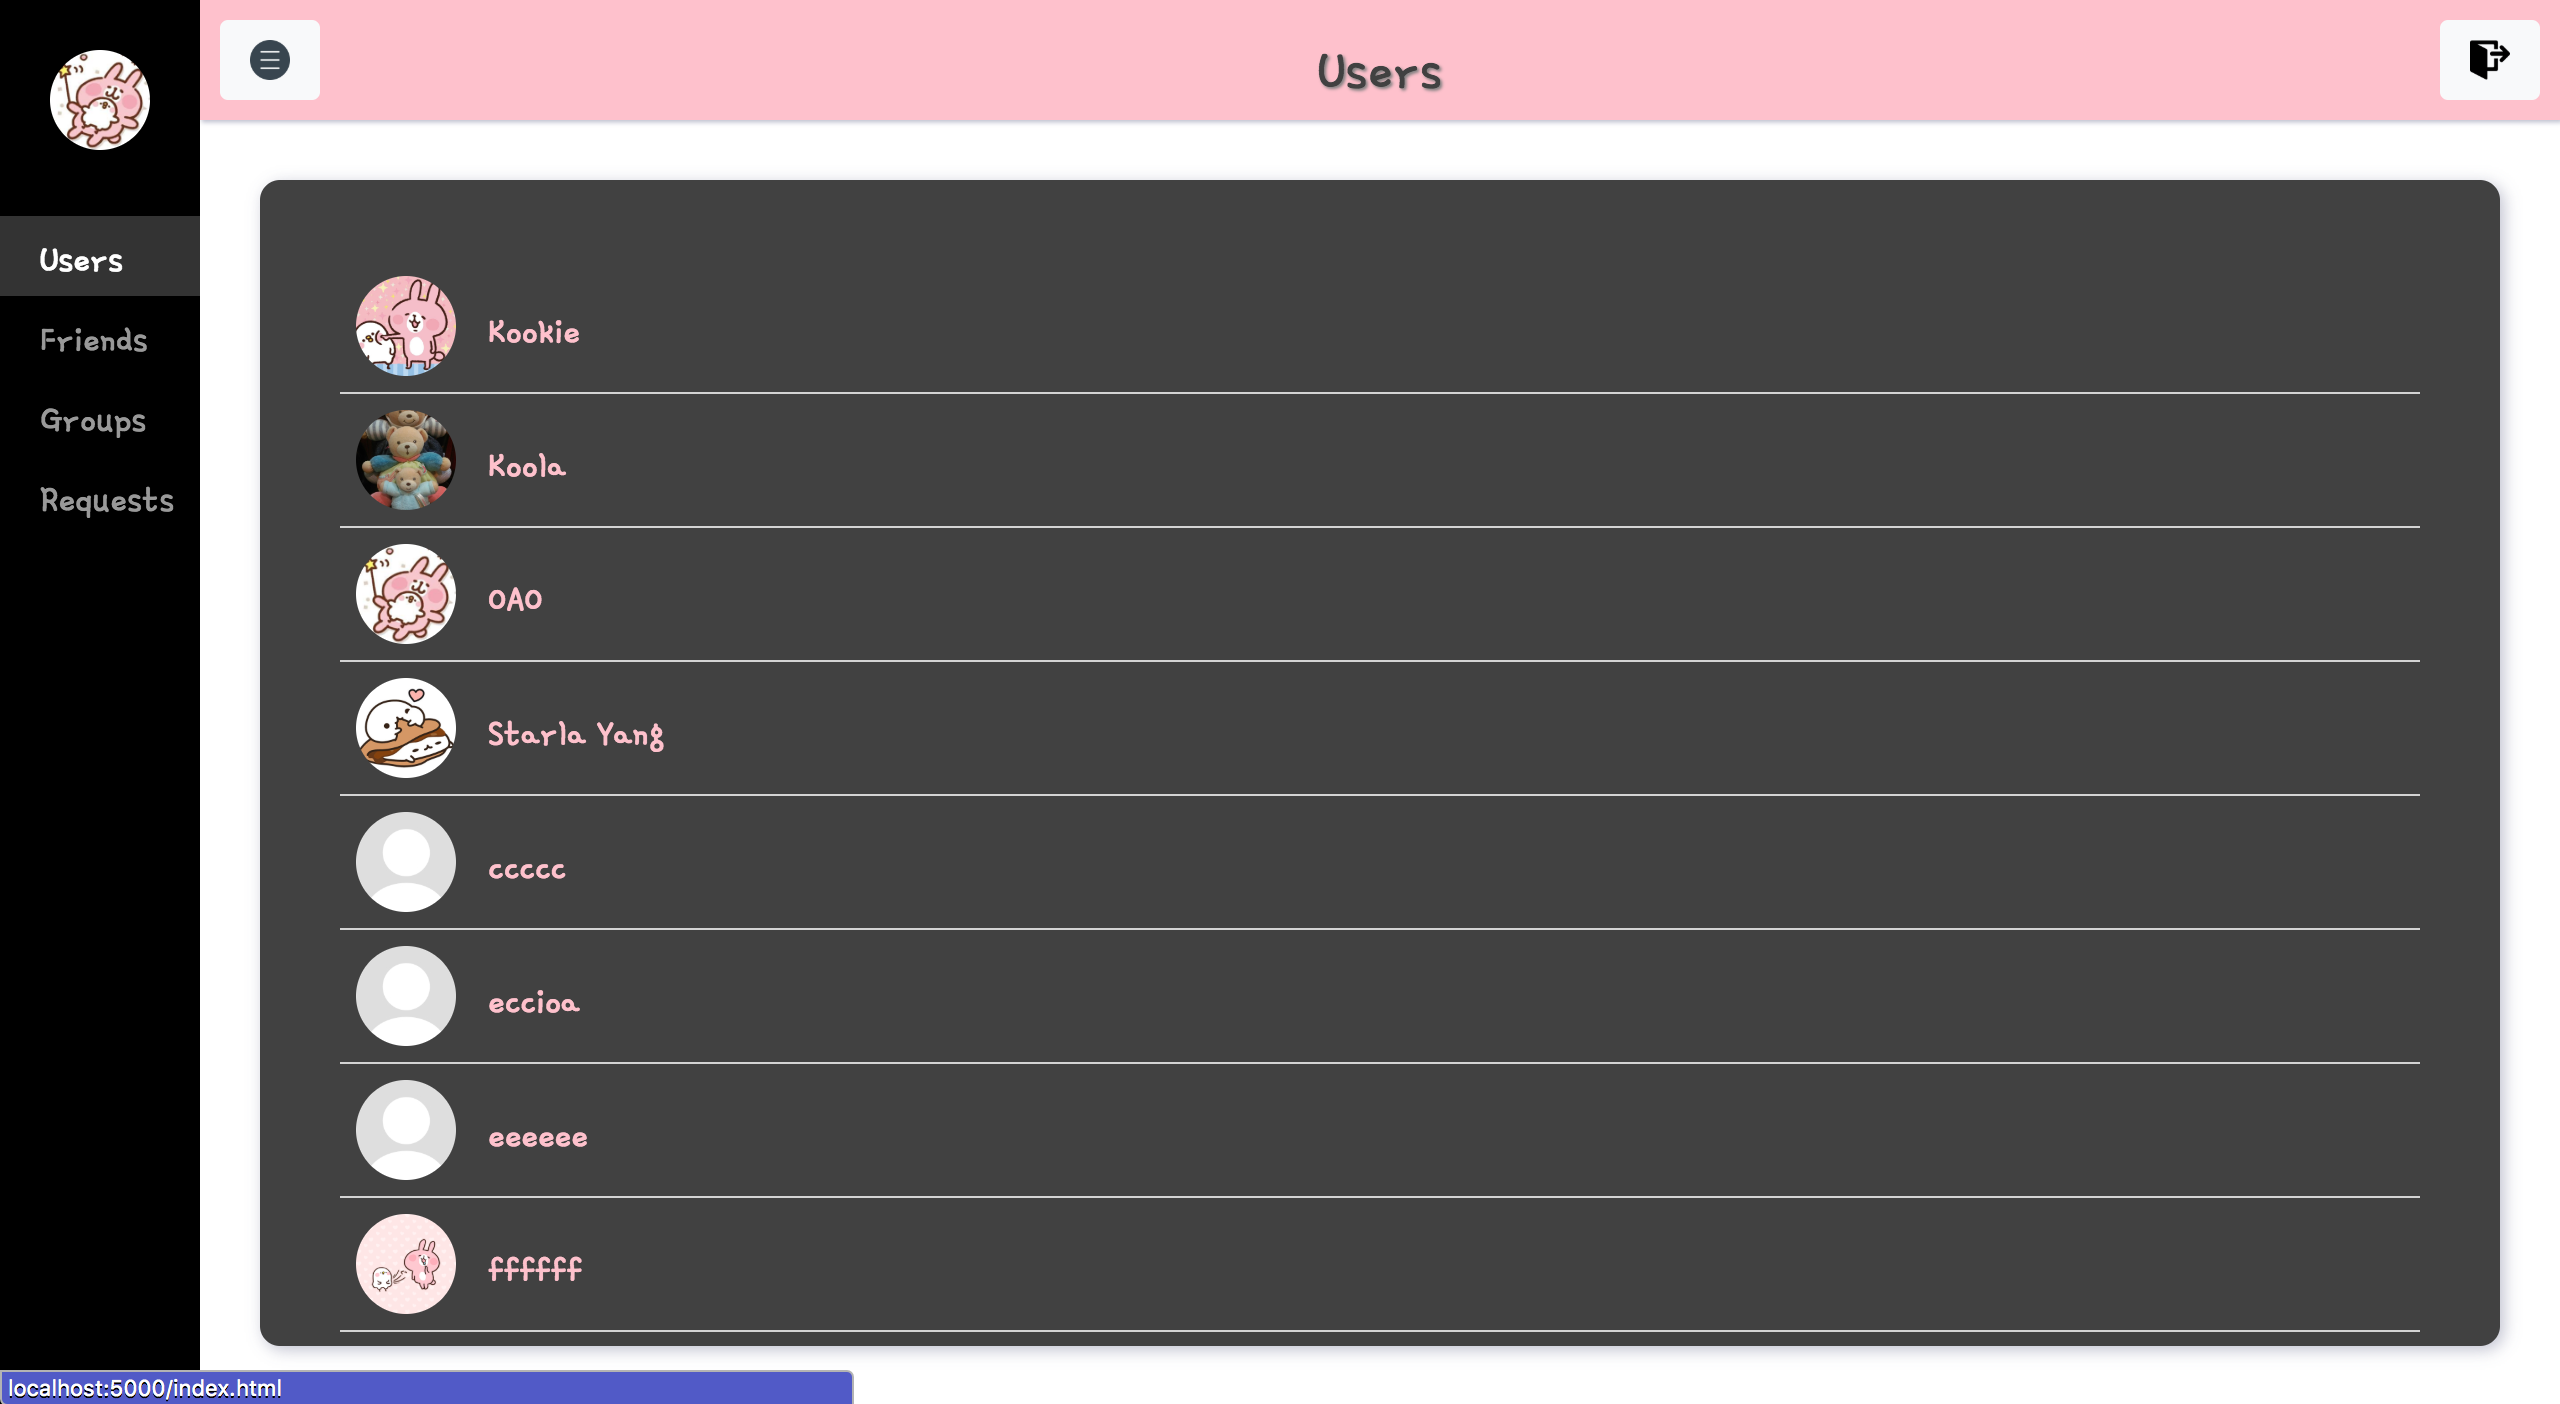 Users
Users
Friends
Groups
Requests
Kookie
Koola
OAO
Starla Yang
ccccc
eccioa
eeeeee
ffffff
localhost:5000/index.html